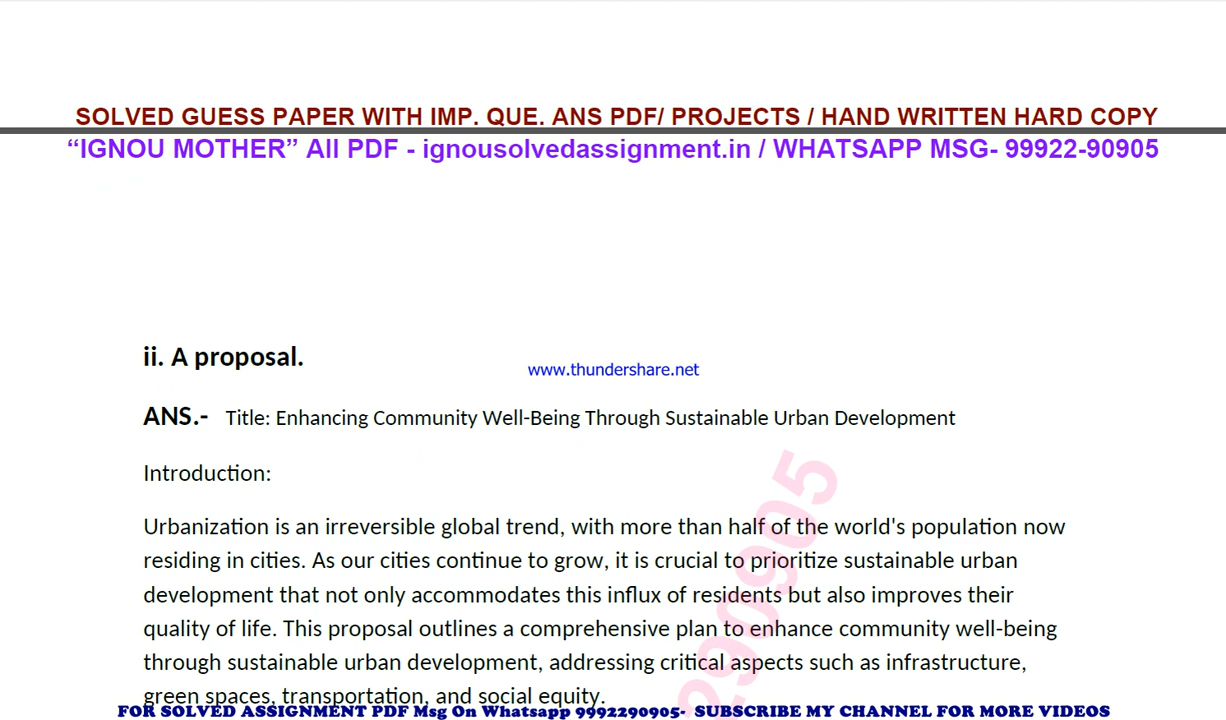 SOLVED GUESS PAPER WITH IMP. QUE. ANS PDF/ PROJECTS / HAND WRITTEN HARD COPY
“IGNOU MOTHER” All PDF - ignousolvedassignment.in / WHATSAPP MSG- 99922-90905
ii. A proposal.
www.thundershare.net
ANS.- Title: Enhancing Community Well-Being Through Sustainable Urban Development
Introduction:
Urbanization is an irreversible global trend, with more than half of the world's population now
residing in cities. As our cities continue to grow, it is crucial to prioritize sustainable urban
development that not only accommodates this influx of residents but also improves their
quality of life. This proposal outlines a comprehensive plan to enhance community well-being
through sustainable urban development, addressing critical aspects such as infrastructure,
green spaces, transportation, and social equity.
290905
FOR SOLVED ASSIGNMENT PDF Msg On Whatsapp 9992290905- SUBSCRIBE MY CHANNEL FOR MORE VIDEOS